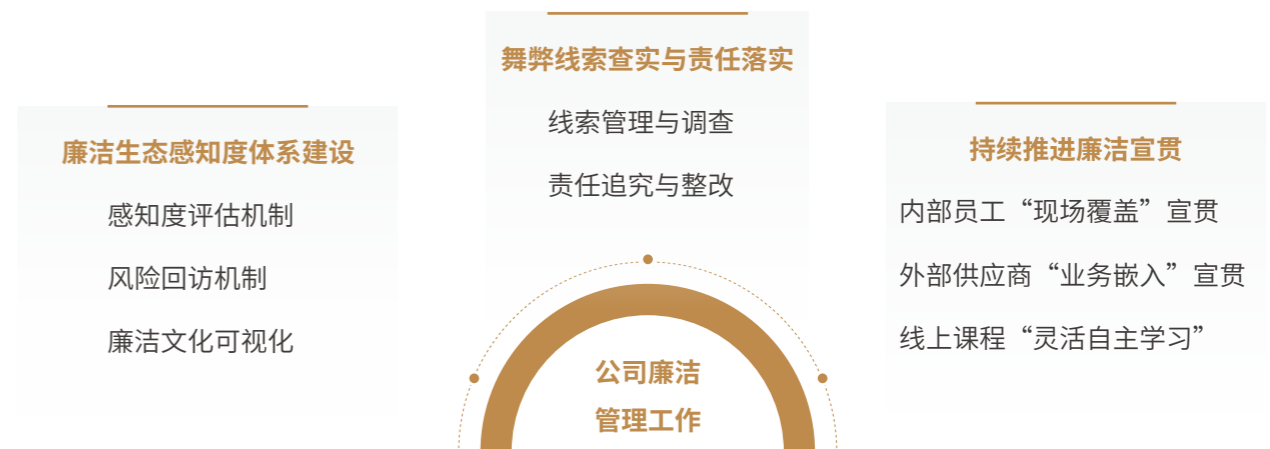 廉洁生态感知度体系建设
感知度评估机制
风险回访机制
廉洁文化可视化
舞弊线索查实与责任落实
线索管理与调查
责任追究与整改
持续推进廉洁宣贯
内部员工“现场覆盖”宣贯
外部供应商“业务嵌入”宣贯
线上课程“灵活自主学习”
公司廉洁
管理工作